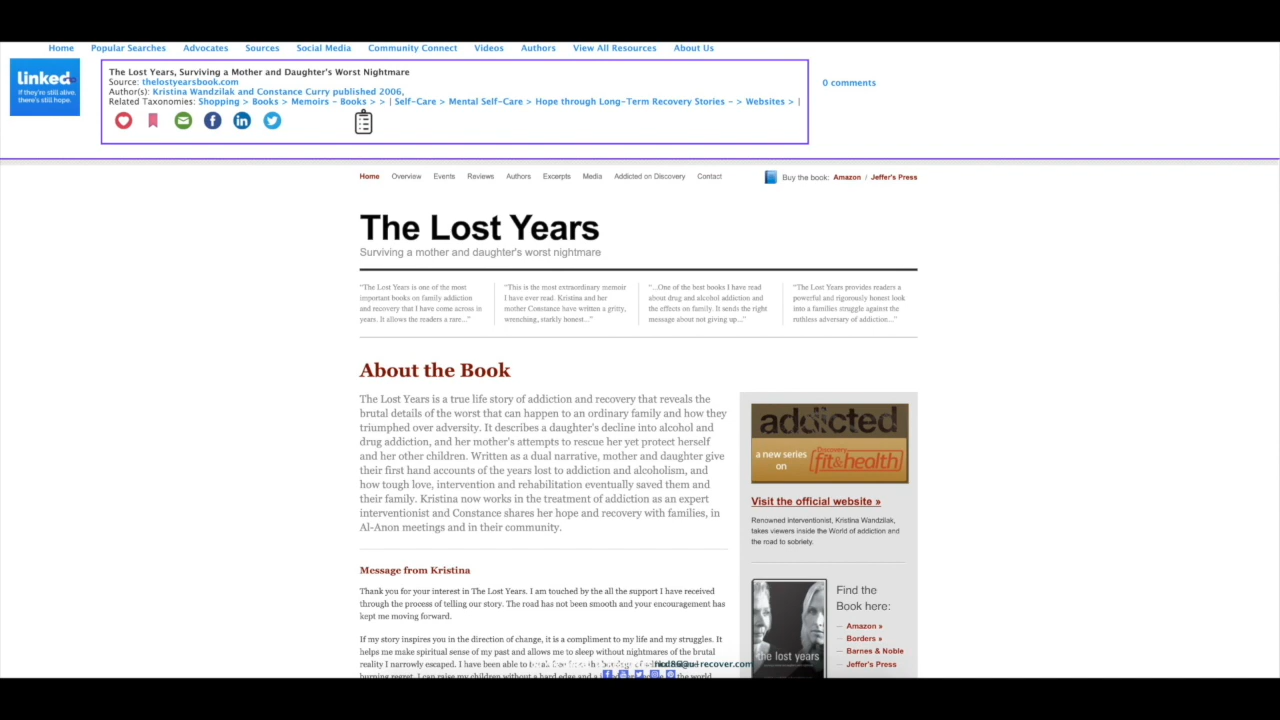 Home Popular Searches Advocates Sources Social Media Community Connect Videos Authors View All Resources About Us
linked
If they're still alive,
there's still hope.
The Lost Years, Surviving a Mother and Daughter's Worst Nightmare
Source: thelostyearsbook.com
Author(s): Kristina Wandzilak and Constance Curry published 2006,
Related Taxonomies: Shopping > Books > Memoirs - Books > > | Self-Care > Mental Self-Care > Hope through Long-Term Recovery Stories - > Websites > |
0 comments
Home Overview Events Reviews Authors Excerpts Media Addicted on Discovery Contact
Buy the book: Amazon / Jeffer's Press
The Lost Years
Surviving a mother and daughter's worst nightmare
"The Lost Years is one of the most
important books on family addiction
and recovery that I have come across in
years. It allows the readers a rare..."
"This is the most extraordinary memoir
I have ever read. Kristina and her
mother Constance have written a gritty,
wrenching, starkly honest..."
"...One of the best books I have read
about drug and alcohol addiction and
the effects on family. It sends the right
message about not giving up..."
"The Lost Years provides readers a
powerful and rigorously honest look
into a families struggle against the
ruthless adversary of addiction..."
About the Book
The Lost Years is a true life story of addiction and recovery that reveals the
brutal details of the worst that can happen to an ordinary family and how they
triumphed over adversity. It describes a daughter's decline into alcohol and
drug addiction, and her mother's attempts to rescue her yet protect herself
and her other children. Written as a dual narrative, mother and daughter give
their first hand accounts of the years lost to addiction and alcoholism, and
how tough love, intervention and rehabilitation eventually saved them and
their family. Kristina now works in the treatment of addiction as an expert
interventionist and Constance shares her hope and recovery with families, in
Al-Anon meetings and in their community.
Message from Kristina
Thank you for your interest in The Lost Years. I am touched by the all the support I have received
through the process of telling our story. The road has not been smooth and your encouragement has
kept me moving forward.
If my story inspires you in the direction of change, it is a compliment to my life and my struggles. It
helps me make spiritual sense of my past and allows me to sleep without nightmares of the brutal
reality I narrowly escaped. I have been able to
burning regret. I can raise my children without a hard edge and a the world
addicted
a new series
on
Discovery
fit&health
Visit the official website »
Renowned Interventionist, Kristina Wandzilak,
takes viewers inside the World of addiction and
the road to sobriety.
the lost years
Find the
Book here:
— Amazon »
— Borders »
— Barnes & Noble
— Jeffer's Press